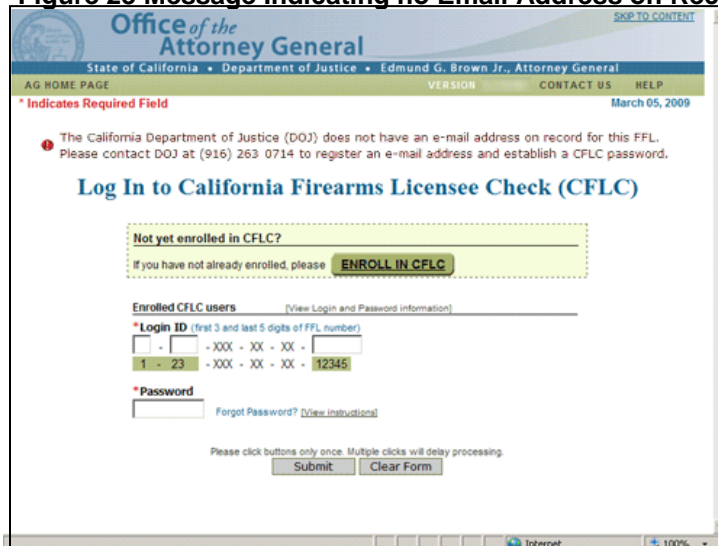 Message Indicating no Email Address on
SKIP TO CONTENT
Office of the
Attorney General
State of California • Department of Justice • Edmund G. Brown Jr., Attorney General
AG HOME PAGE VERSION CONTACT US HELP
* Indicates Required Field March 05, 2009
The California Department of Justice (DOJ) does not have an e-mail address on record for this FFL.
Please contact DOJ at (916) 263 0714 to register an e-mail address and establish a CFLC password.
Log In to California Firearms Licensee Check (CFLC)
Not yet enrolled in CFLC?
If you have not already enrolled, please ENROLL IN CFLC
Enrolled CFLC users [View Login and Password information]
*Login ID (first 3 and last 5 digits of FFL number)
- - XXX - XX - XX -
1 - 23 - XXX - XX - XX - 12345
*Password
Forgot Password? [View instructions]
Please click buttons only once. Multiple clicks will delay processing.
Submit Clear Form
Internet 100%